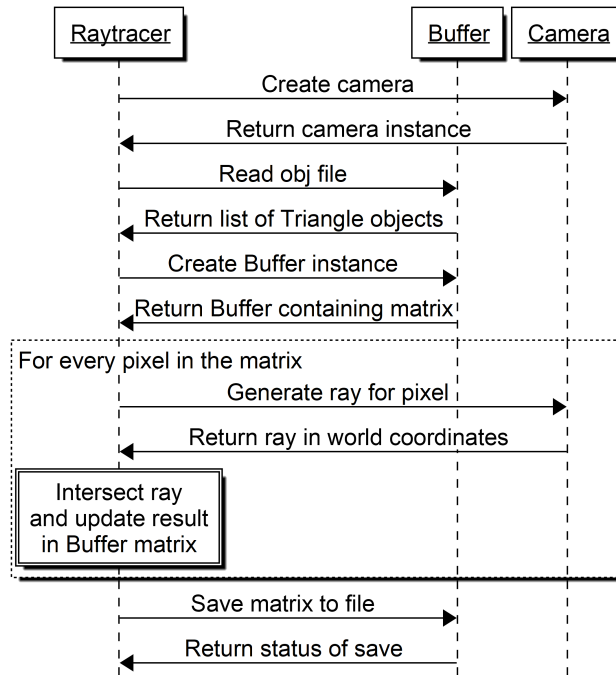 Raytracer Buffer Camera
Create camera
Return camera instance
Read obj file
Return list of Triangle objects
Create Buffer instance
Return Buffer containing matrix
For every pixel in the matrix
Generate ray for pixel
Return ray in world coordinates
Intersect ray
and update result
in Buffer matrix
Save matrix to file
Return status of save